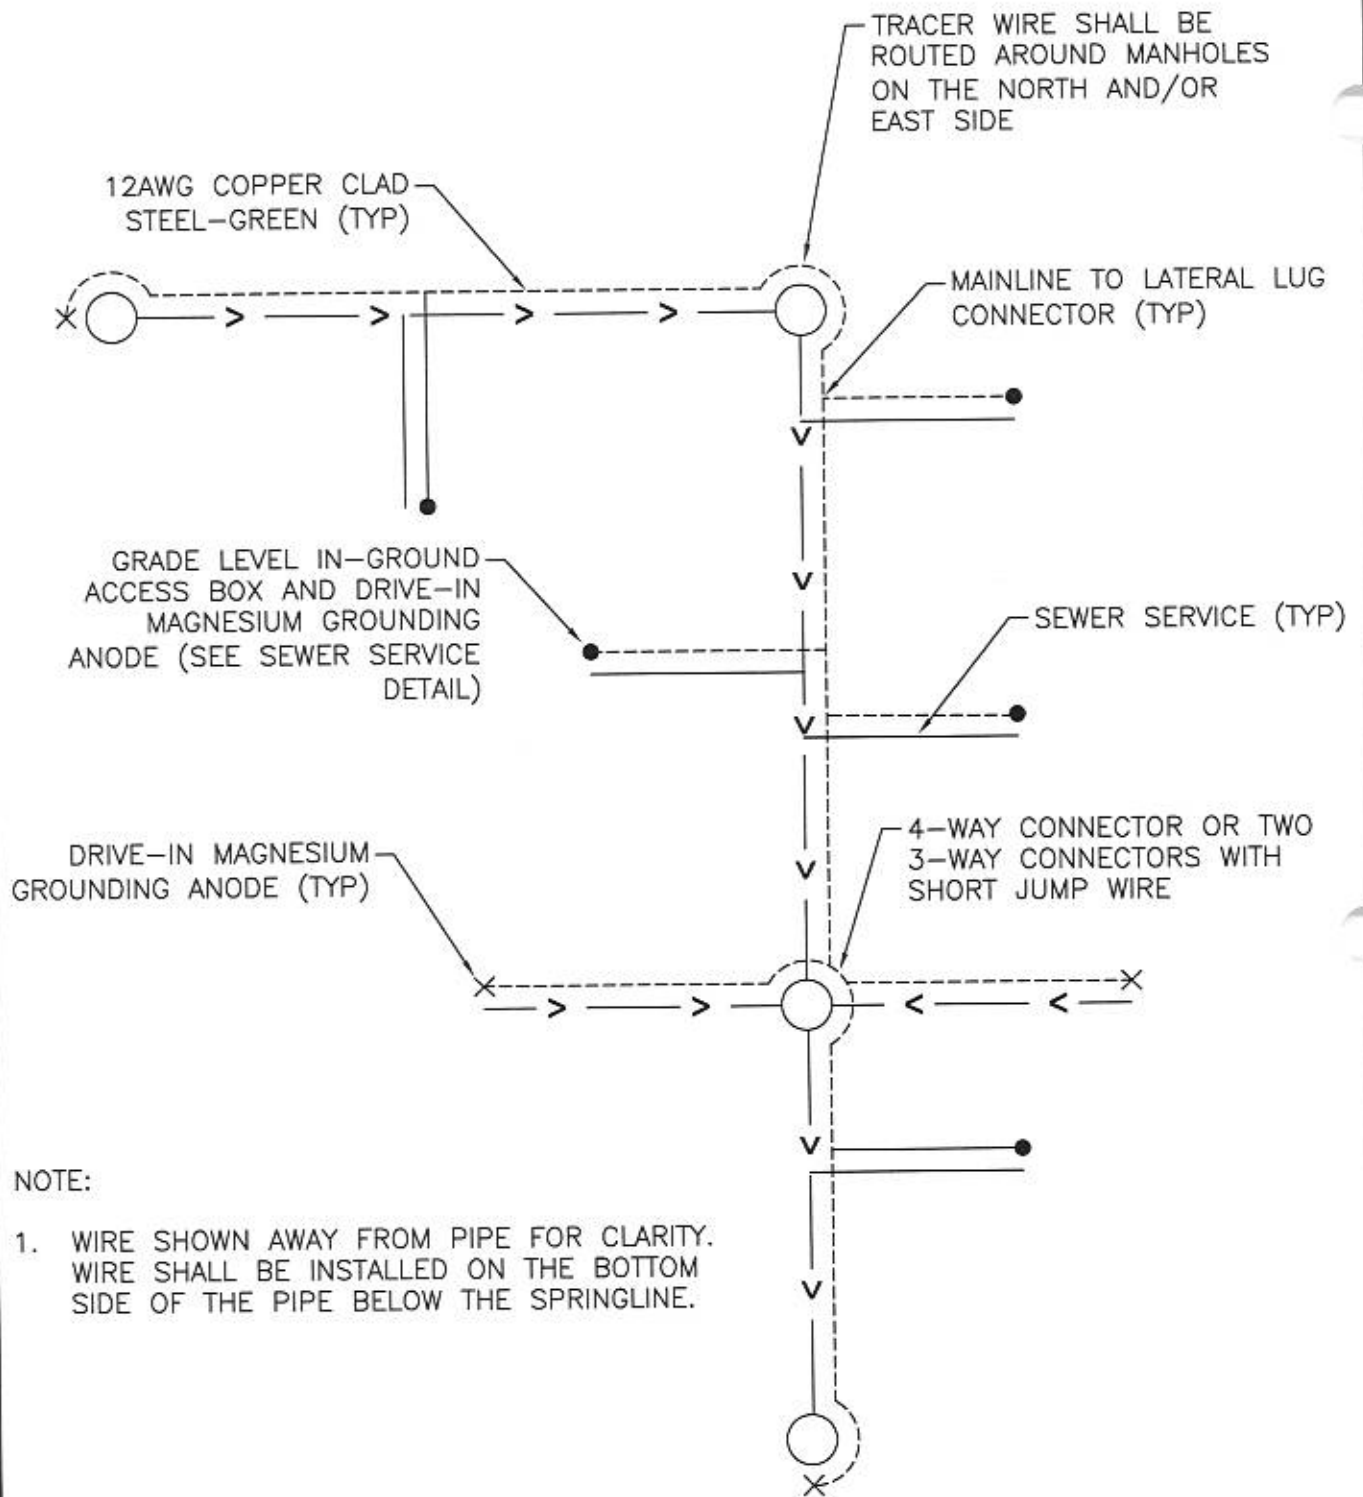 TRACER WIRE SHALL BE
ROUTED AROUND MANHOLES
ON THE NORTH AND/OR
EAST SIDE
12AWG COPPER CLAD
STEEL-GREEN (TYP)
MAINLINE TO LATERAL LUG
CONNECTOR (TYP)
GRADE LEVEL IN-GROUND
ACCESS BOX AND DRIVE-IN
MAGNESIUM GROUNDING
ANODE (SEE SEWER SERVICE
DETAIL)
SEWER SERVICE (TYP)
4-WAY CONNECTOR OR TWO
3-WAY CONNECTORS WITH
SHORT JUMP WIRE
DRIVE-IN MAGNESIUM
GROUNDING ANODE (TYP)
NOTE:
1. WIRE SHOWN AWAY FROM PIPE FOR CLARITY.
WIRE SHALL BE INSTALLED ON THE BOTTOM
SIDE OF THE PIPE BELOW THE SPRINGLINE.